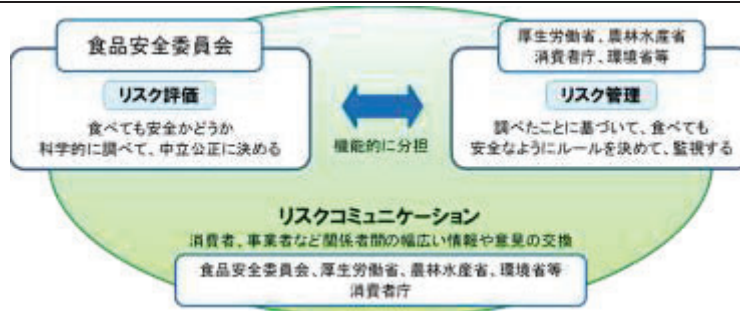 食品安全委員会
リスク評価
食べても安全かどうか
科学的に調べて、中立公正に決める
機能的に分担
厚生労働省、農林水産省
消費者庁、環境省等
リスク管理
調べたことに基づいて、食べても
安全なようにルールを決めて、監視する
リスクコミュニケーション
消費者、事業者など関係者間の幅広い情報や意見の交換
食品安全委員会、厚生労働省、農林水産省、環境省等
消費者庁